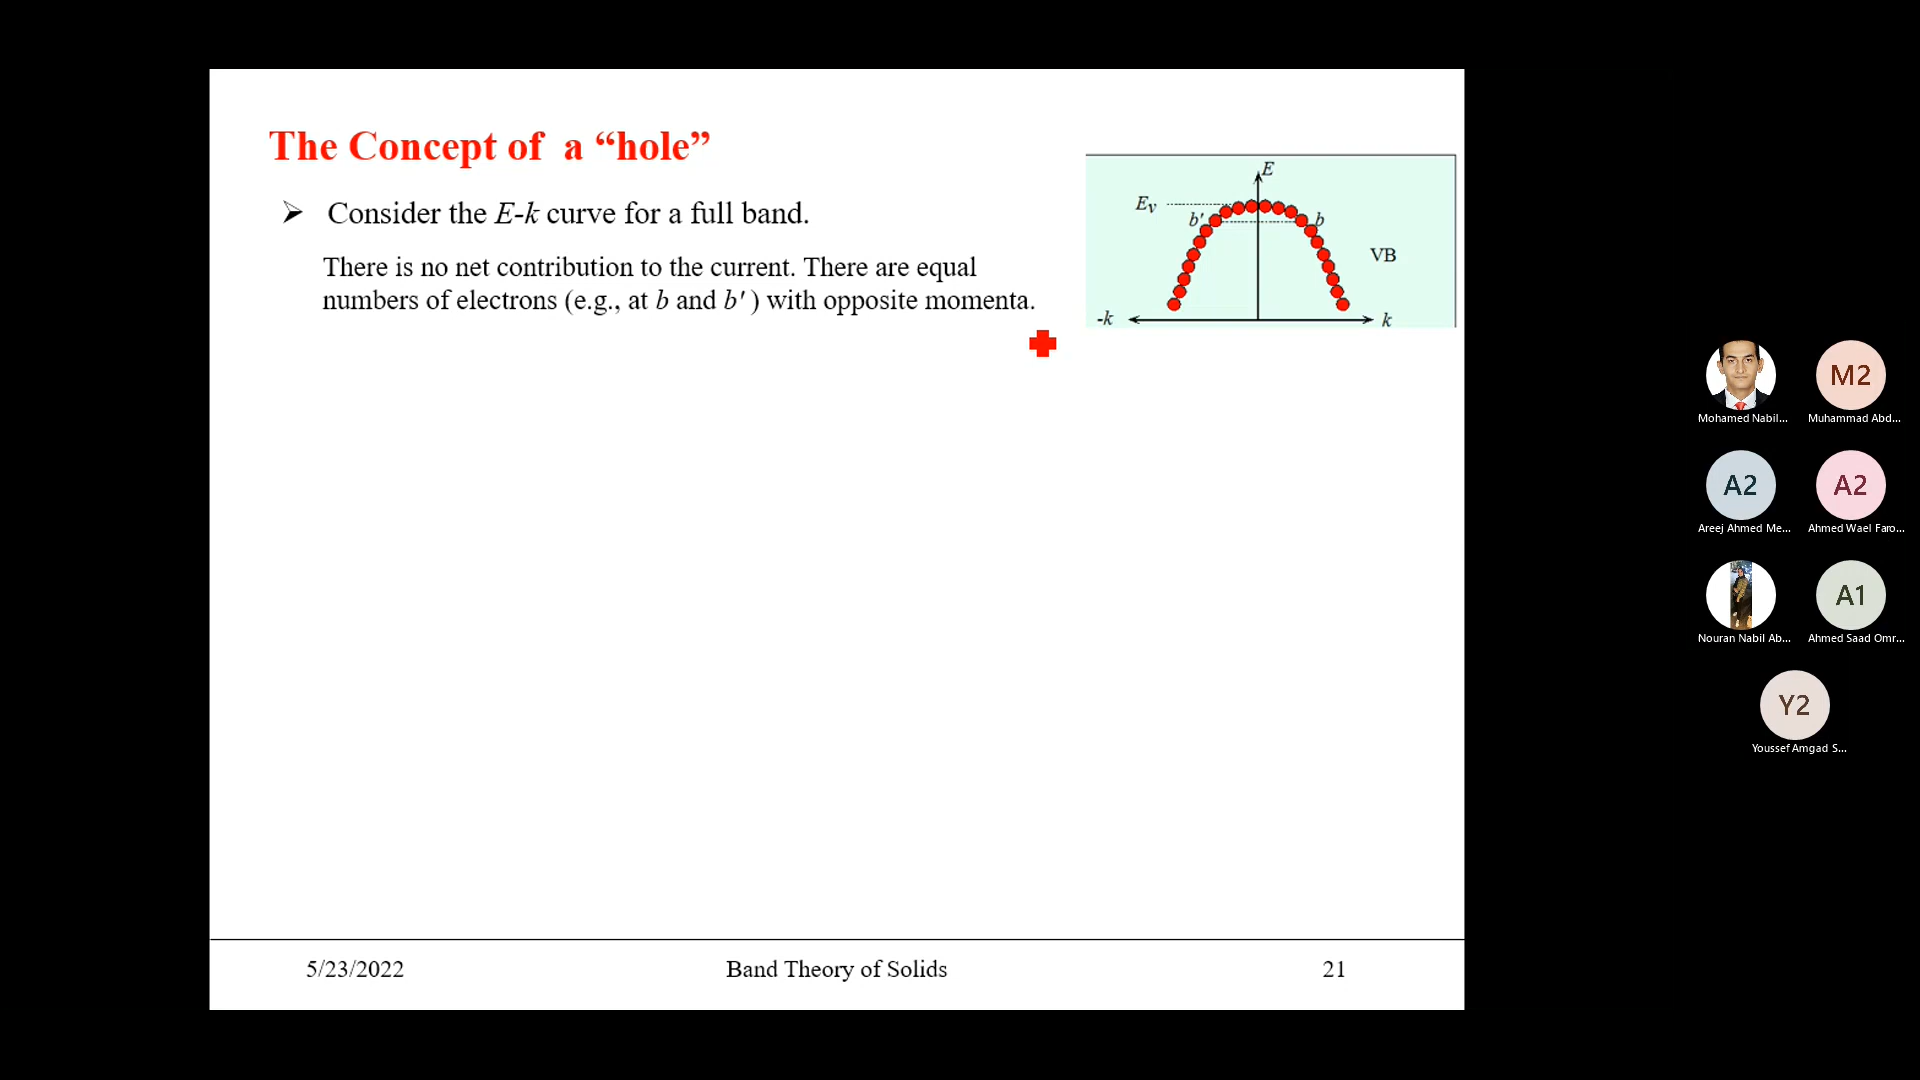 The Concept of a “hole”
➢ Consider the E-k curve for a full band.
There is no net contribution to the current. There are equal
numbers of electrons (e.g., at b and b′ ) with opposite momenta.
E
Ev
b′
b
VB
-k
k
5/23/2022
Band Theory of Solids
21
Mohamed Nabil...
M2
Muhammad Abd...
A2
Areej Ahmed Me...
A2
Ahmed Wael Faro...
Nouran Nabil Ab...
A1
Ahmed Saad Omr...
Y2
Youssef Amgad S...